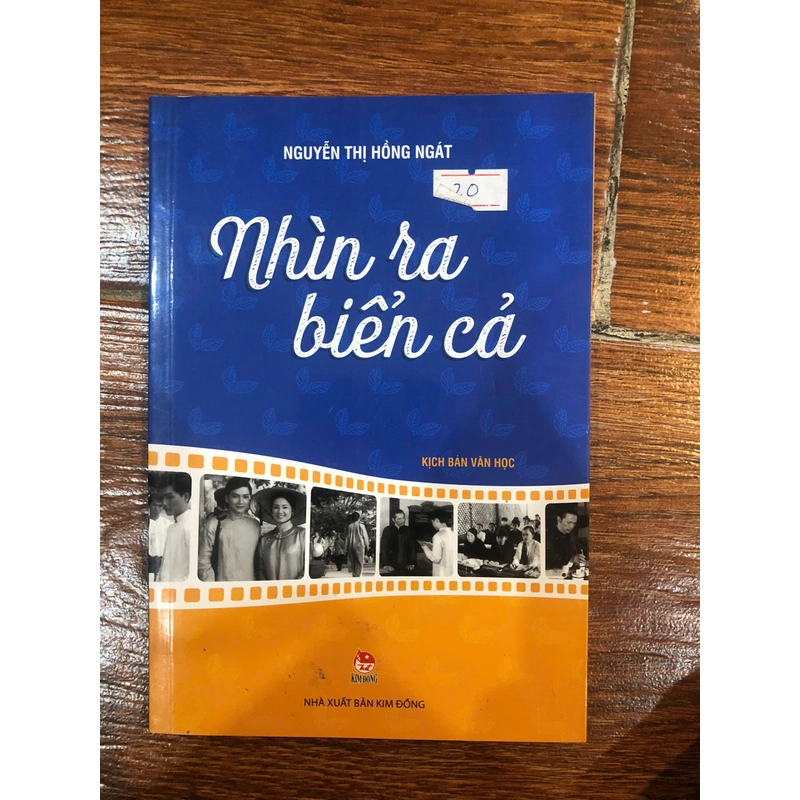 NGUYỄN THỊ HỒNG NGÁT
20
Nhìn ra
biển cả
KỊCH BẢN VĂN HỌC
KIM ĐỒNG
NHÀ XUẤT BẢN KIM ĐỒNG